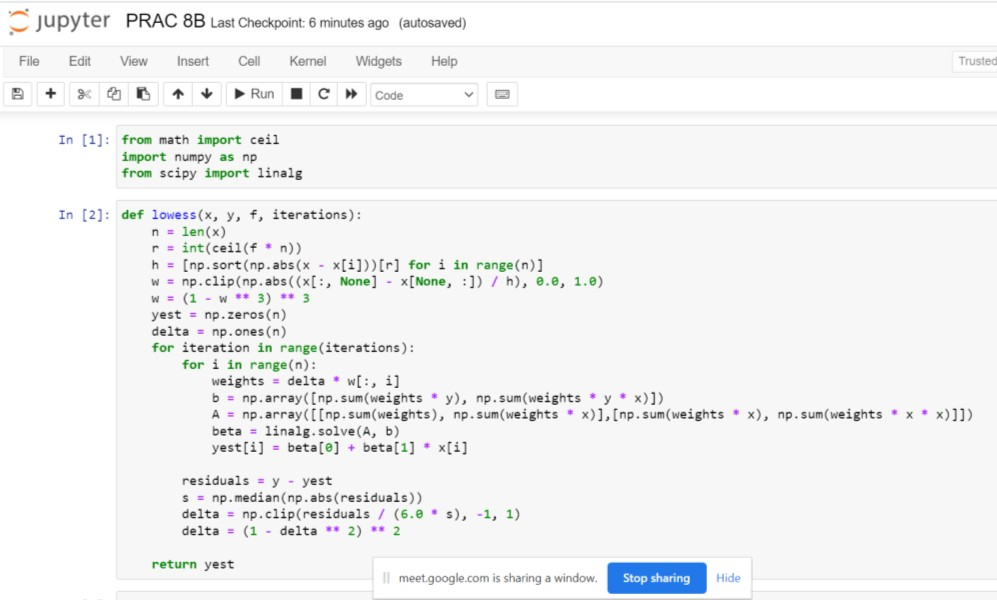 jupyter PRAC 8B Last Checkpoint: 6 minutes ago (autosaved)
File Edit View Insert Cell Kernel Widgets Help Trusted
Run Code
In [1]: from math import ceil
import numpy as np
from scipy import linalg
In [2]: def lowess(x, y, f, iterations):
    n = len(x)
    r = int(ceil(f * n))
    h = [np.sort(np.abs(x - x[i]))[r] for i in range(n)]
    w = np.clip(np.abs((x[:, None] - x[None, :]) / h), 0.0, 1.0)
    w = (1 - w ** 3) ** 3
    yest = np.zeros(n)
    delta = np.ones(n)
    for iteration in range(iterations):
        for i in range(n):
            weights = delta * w[:, i]
            b = np.array([np.sum(weights * y), np.sum(weights * y * x)])
            A = np.array([[np.sum(weights), np.sum(weights * x)],[np.sum(weights * x), np.sum(weights * x * x)]])
            beta = linalg.solve(A, b)
            yest[i] = beta[0] + beta[1] * x[i]
        residuals = y - yest
        s = np.median(np.abs(residuals))
        delta = np.clip(residuals / (6.0 * s), -1, 1)
        delta = (1 - delta ** 2) ** 2
    return yest
meet.google.com is sharing a window. Stop sharing Hide